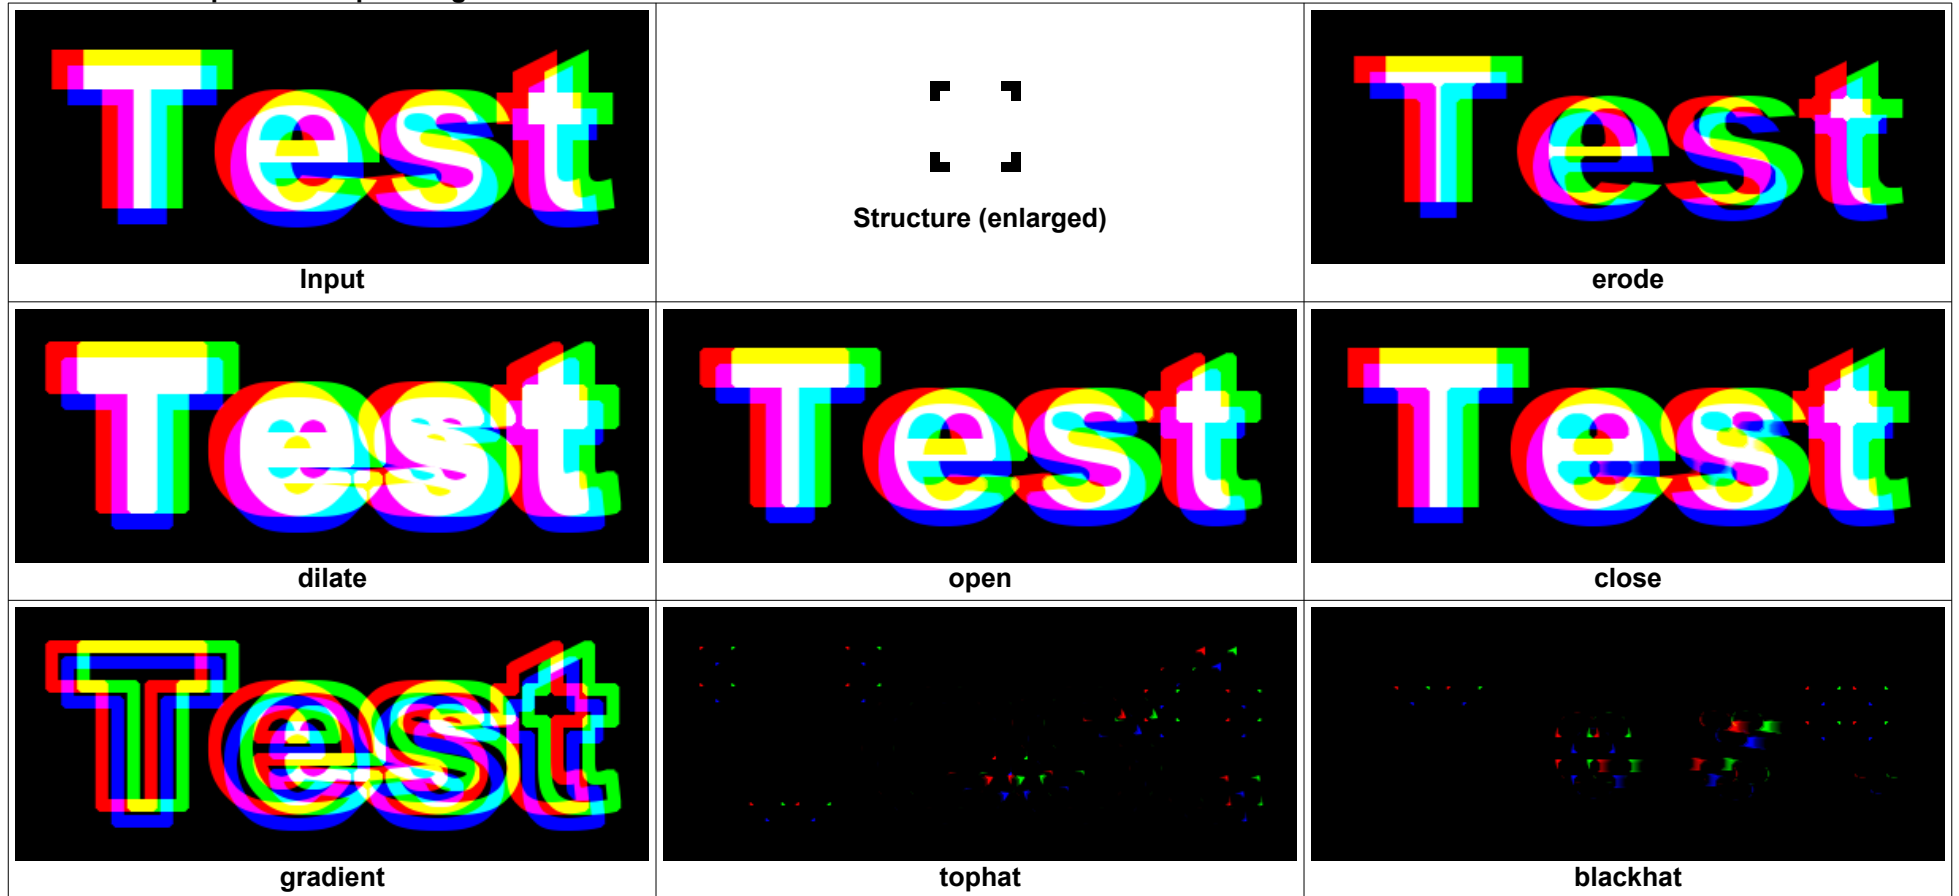 Test
Structure (enlarged)
Test
Input
erode
Test
Test
Test
dilate
open
close
Test
gradient
tophat
blackhat